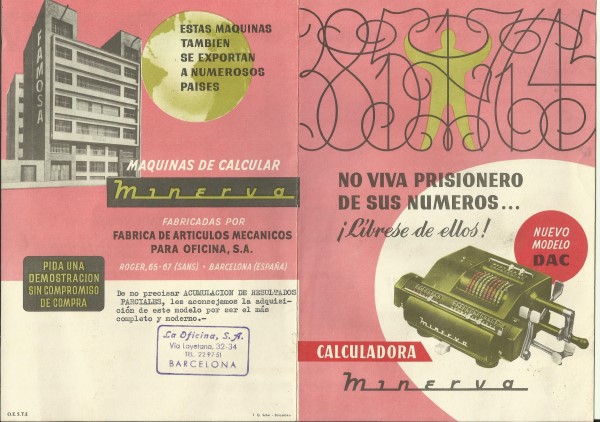 FAMOSA
ESTAS MAQUINAS
TAMBIEN
SE EXPORTAN
A NUMEROSOS
PAISES
MAQUINAS DE CALCULAR
Minerva
FABRICADAS POR
FABRICA DE ARTICULOS MECANICOS
PARA OFICINA, S.A.
ROGER, 65-67 (SANS) · BARCELONA (ESPAÑA)
PIDA UNA
DEMOSTRACION
SIN COMPROMISO
DE COMPRA
De no precisar ACUMULACION DE RESULTADOS
PARCIALES, les aconsejamos la adquisi-
ción de este modelo por ser el más
completo y moderno.-
La Oficina, S.A.
Vía Layetana, 32-34
TEL. 22 97 51
BARCELONA
O.E.S.T.E.
NO VIVA PRISIONERO
DE SUS NUMEROS...
¡Líbrese de ellos!
NUEVO
MODELO
DAC
Minerva
CALCULADORA
Minerva